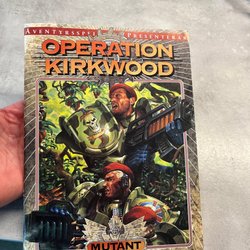 ÄVENTYRSSPEL PRESENTERAR
OPERATION
KIRKWOOD
MUTANT